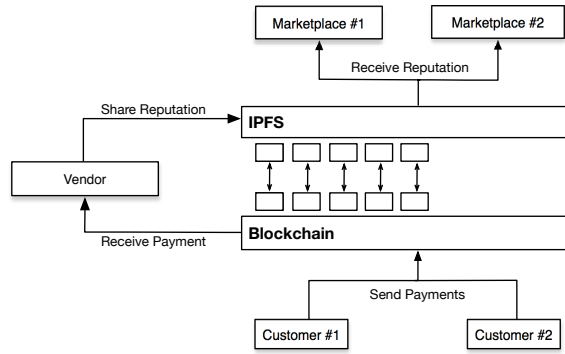 Marketplace #1
Marketplace #2
Receive Reputation
Share Reputation
IPFS
Vendor
Blockchain
Receive Payment
Send Payments
Customer #1
Customer #2